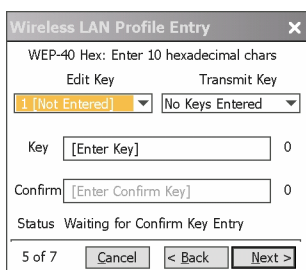 Wireless LAN Profile Entry X
WEP-40 Hex: Enter 10 hexadecimal chars
Edit Key Transmit Key
1 [Not Entered] No Keys Entered
Key [Enter Key] 0
Confirm [Enter Confirm Key] 0
Status Waiting for Confirm Key Entry
5 of 7 Cancel < Back Next >